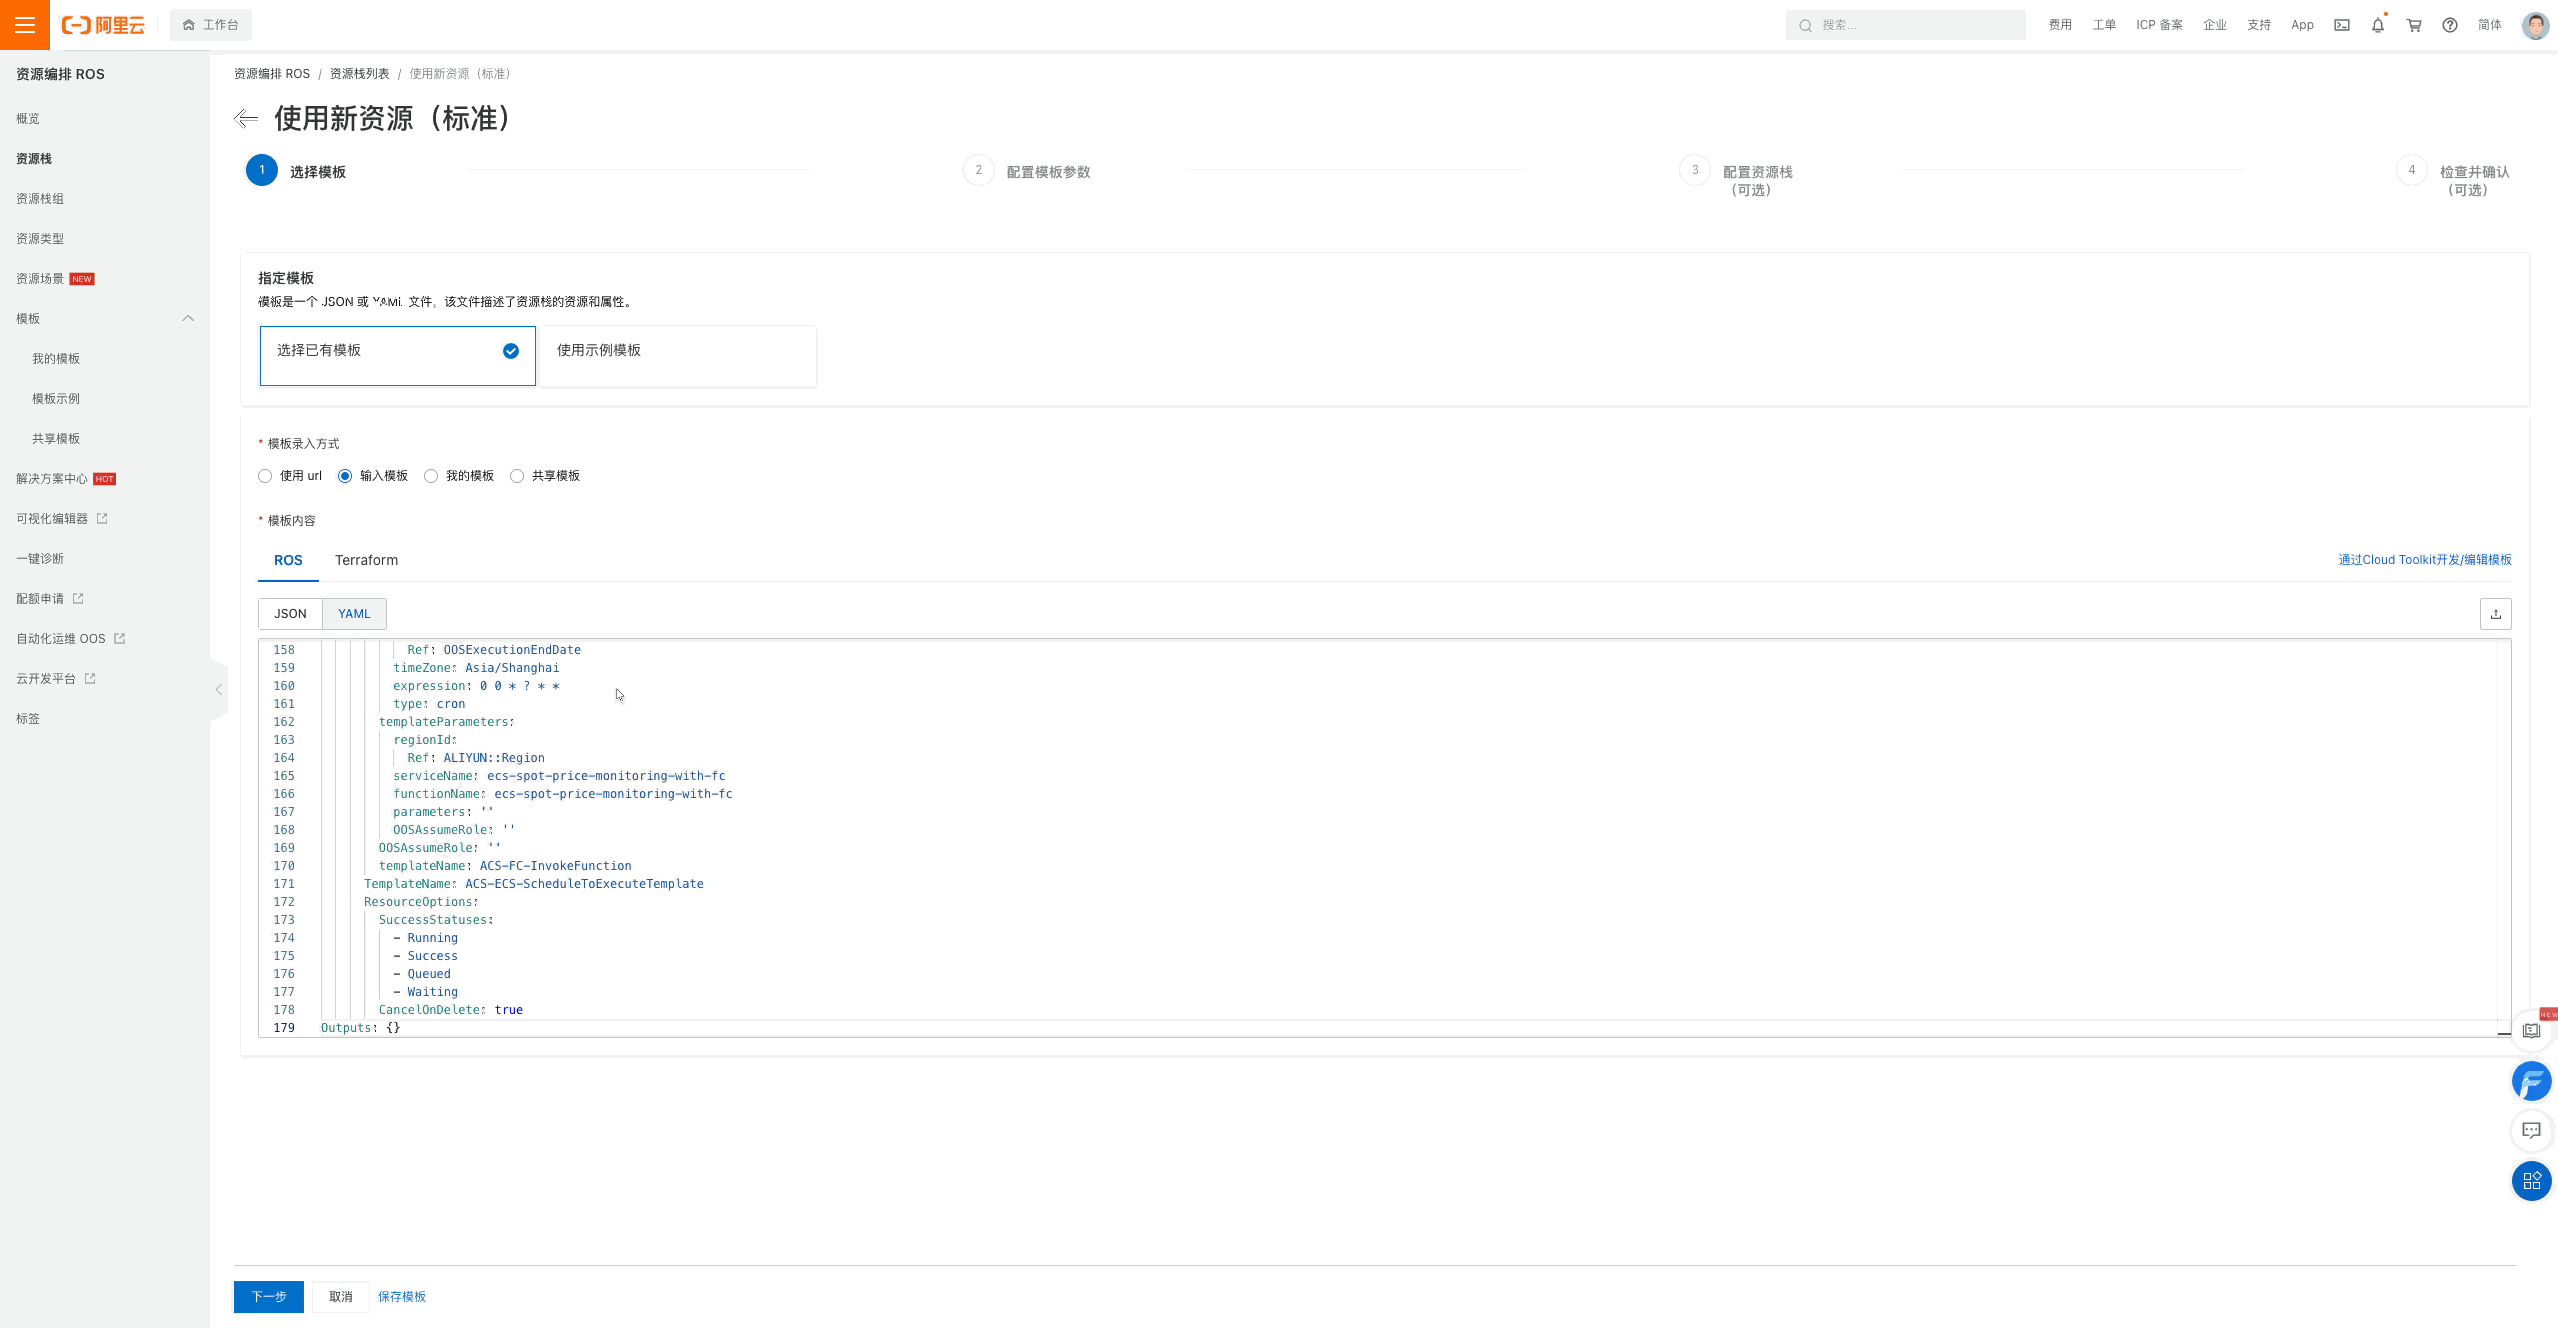 阿里云
工作台
搜索...
费用
工单
ICP 备案
企业
支持
App
简体
资源编排 ROS
概览
资源栈
资源栈组
资源类型
资源场景 NEW
模板
我的模板
模板示例
共享模板
解决方案中心 HOT
可视化编辑器
一键诊断
配额申请
自动化运维 OOS
云开发平台
标签
资源编排 ROS / 资源栈列表 / 使用新资源（标准）
使用新资源（标准）
1 选择模板
2 配置模板参数
3 配置资源栈
（可选）
4 检查并确认
（可选）
指定模板
模板是一个 JSON 或 YAML 文件，该文件描述了资源栈的资源和属性。
选择已有模板
使用示例模板
* 模板录入方式
使用 url 输入模板 我的模板 共享模板
* 模板内容
ROS Terraform
通过Cloud Toolkit开发/编辑模板
JSON YAML
158 Ref: OOSExecutionEndDate
159 timeZone: Asia/Shanghai
160 expression: 0 0 * ? * *
161 type: cron
162 templateParameters:
163 regionId:
164 Ref: ALIYUN::Region
165 serviceName: ecs-spot-price-monitoring-with-fc
166 functionName: ecs-spot-price-monitoring-with-fc
167 parameters: ''
168 OOSAssumeRole: ''
169 OOSAssumeRole: ''
170 templateName: ACS-FC-InvokeFunction
171 TemplateName: ACS-ECS-ScheduleToExecuteTemplate
172 ResourceOptions:
173 SuccessStatuses:
174 - Running
175 - Success
176 - Queued
177 - Waiting
178 CancelOnDelete: true
179 Outputs: {}
NEW
下一步
取消
保存模板